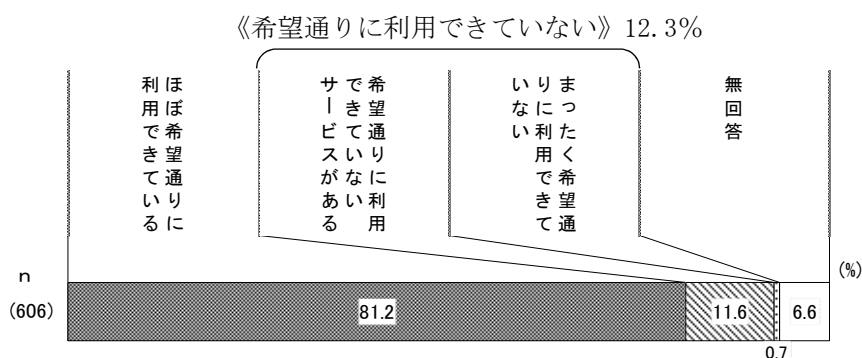 《希望通りに利用できていない》12.3%
ほぼ希望通りに
利用できている
希望通りに利用
できていない
サービスがある
まったく希望通
りに利用できて
いない
無回答
(%)
n
(606)
81.2
11.6
6.6
0.7